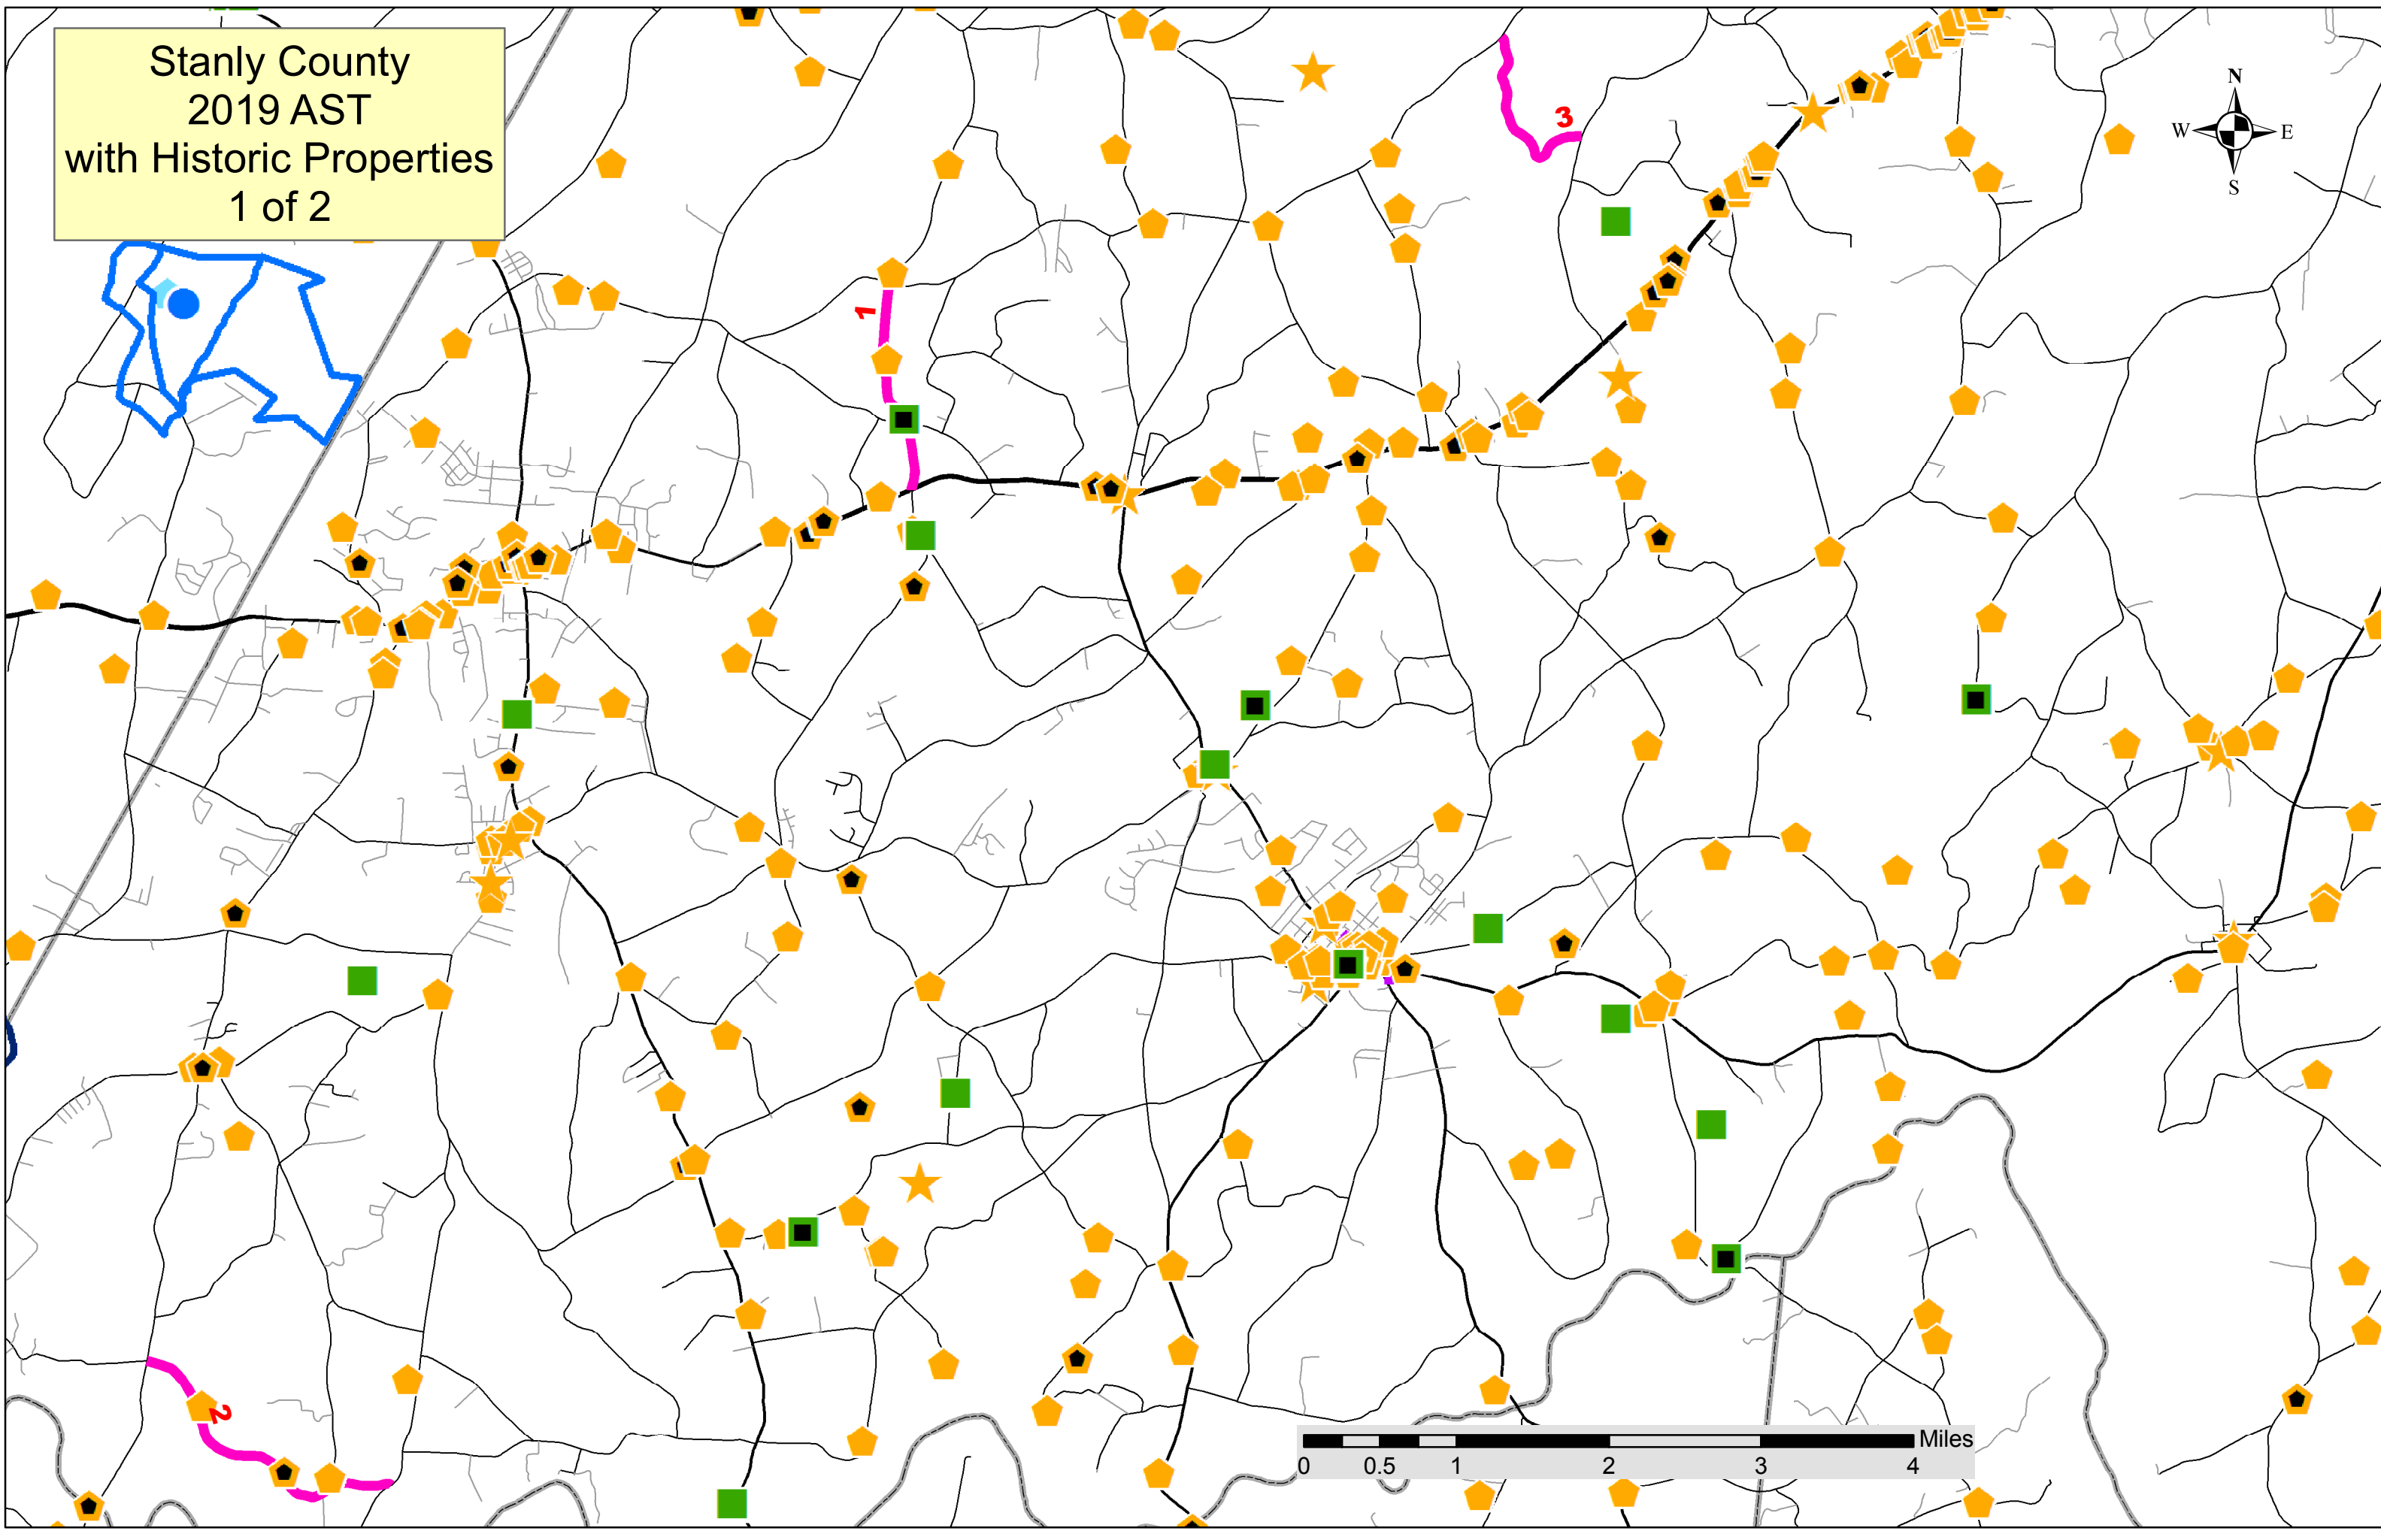 Stanly County
2019 AST
with Historic Properties
1 of 2
N
W
E
S
3
1
2
Miles
0 0.5 1 2 3 4